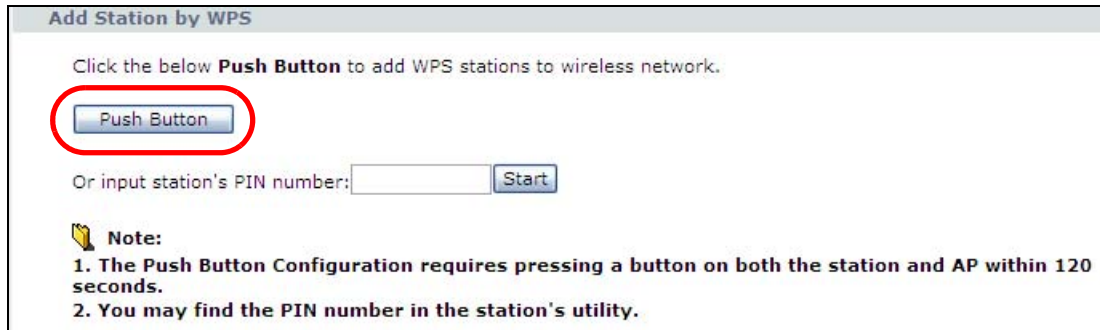 Add Station by WPS
Click the below Push Button to add WPS stations to wireless network.
Push Button
Or input station's PIN number: Start
Note:
1. The Push Button Configuration requires pressing a button on both the station and AP within 120
seconds.
2. You may find the PIN number in the station's utility.